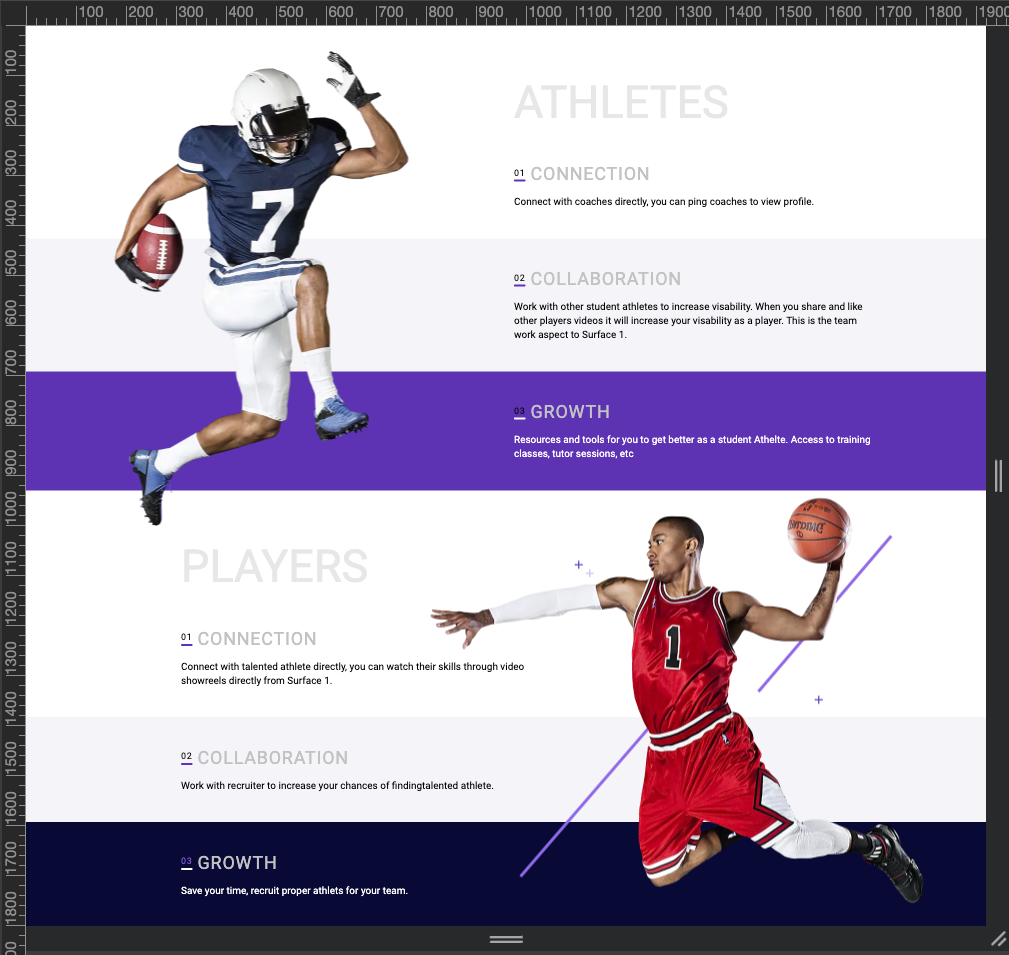 100 200 300 400 500 600 700 800 900 1000 1100 1200 1300 1400 1500 1600 1700 1800 1900
100
200
300
400
500
600
700
800
900
1000
1100
1200
1300
1400
1500
1600
1700
1800
ATHLETES
01 CONNECTION
Connect with coaches directly, you can ping coaches to view profile.
7
02 COLLABORATION
Work with other student athletes to increase visability. When you share and like
other players videos it will increase your visability as a player. This is the team
work aspect to Surface 1.
03 GROWTH
Resources and tools for you to get better as a student Athelte. Access to training
classes, tutor sessions, etc
PLAYERS
01 CONNECTION
Connect with talented athlete directly, you can watch their skills through video
showreels directly from Surface 1.
1
02 COLLABORATION
Work with recruiter to increase your chances of findingtalented athlete.
03 GROWTH
Save your time, recruit proper athlets for your team.